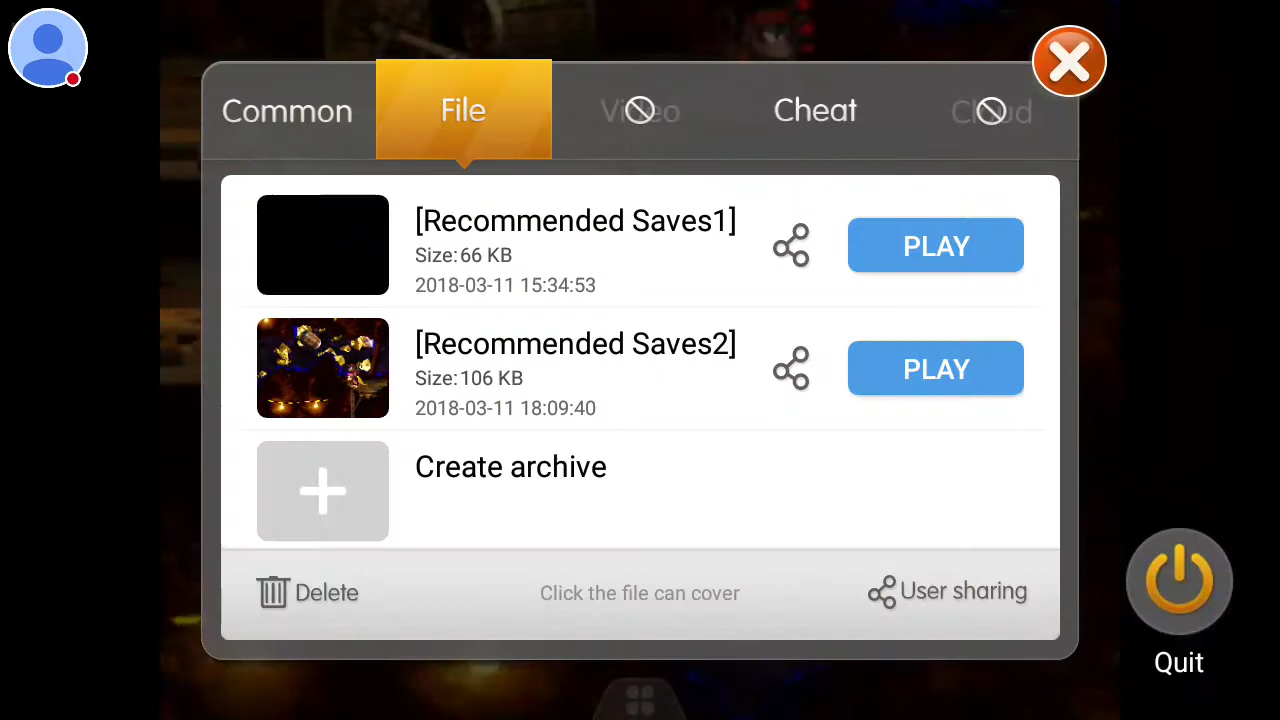 Common
File
Video
Cheat
Cloud
[Recommended Saves1]
Size:66 KB
2018-03-11 15:34:53
PLAY
[Recommended Saves2]
Size:106 KB
2018-03-11 18:09:40
PLAY
Create archive
Delete
Click the file can cover
User sharing
Quit